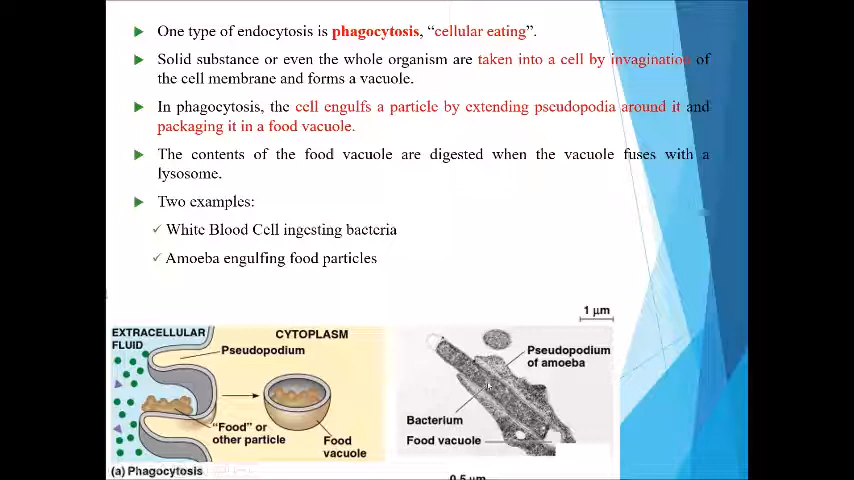 One type of endocytosis is phagocytosis, “cellular eating”.
Solid substance or even the whole organism are taken into a cell by invagination of
the cell membrane and forms a vacuole.
In phagocytosis, the cell engulfs a particle by extending pseudopodia around it and
packaging it in a food vacuole.
The contents of the food vacuole are digested when the vacuole fuses with a
lysosome.
Two examples:
White Blood Cell ingesting bacteria
Amoeba engulfing food particles
1 µm
EXTRACELLULAR
FLUID
CYTOPLASM
Pseudopodium
“Food” or
other particle
Food
vacuole
(a) Phagocytosis
Pseudopodium
of amoeba
Bacterium
Food vacuole
0.5 µm